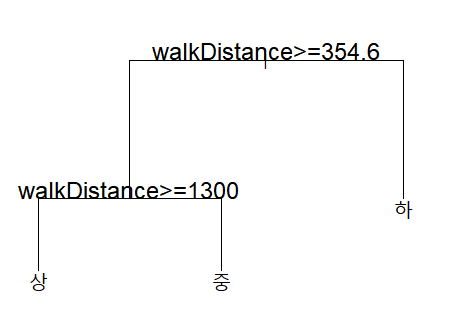 walkDistance>=354.6
walkDistance>=1300
하
상
중